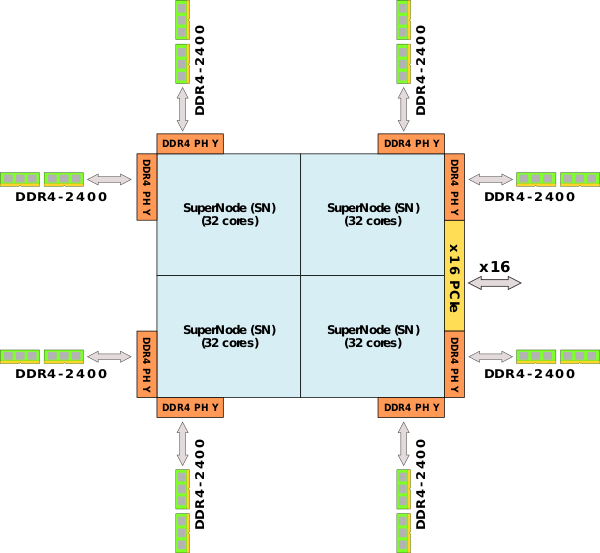 DDR4-2400
DDR4-2400
DDR4 PHY
DDR4 PHY
DDR4 PHY
DDR4 PHY
DDR4-2400
DDR4-2400
SuperNode (SN)
(32 cores)
SuperNode (SN)
(32 cores)
x16 PCIe
x16
SuperNode (SN)
(32 cores)
SuperNode (SN)
(32 cores)
DDR4 PHY
DDR4 PHY
DDR4-2400
DDR4-2400
DDR4 PHY
DDR4 PHY
DDR4-2400
DDR4-2400